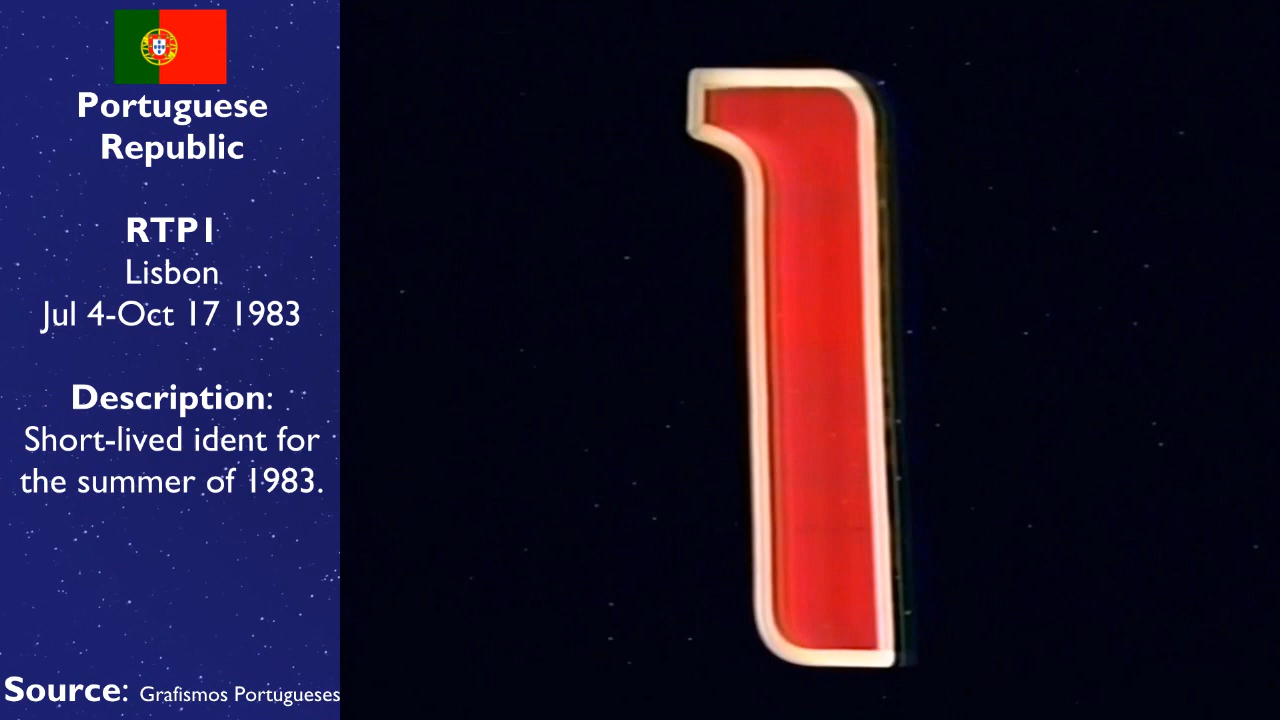 Portuguese
Republic
RTP1
Lisbon
Jul 4-Oct 17 1983
Description:
Short-lived ident for
the summer of 1983.
Source: Grafismos Portugueses
1